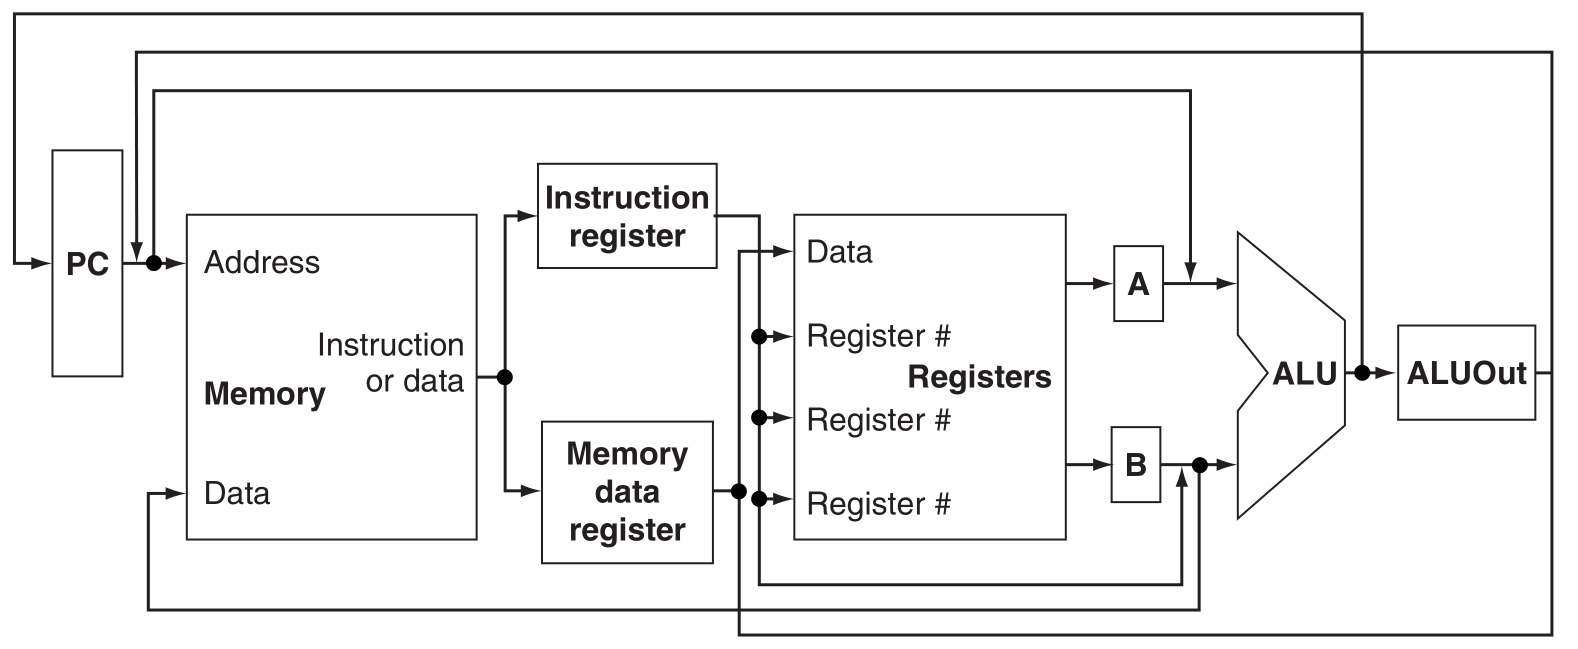 PC
Address
Instruction
or data
Memory
Data
Instruction
register
Memory
data
register
Data
Register #
Registers
Register #
Register #
A
B
ALU
ALUOut